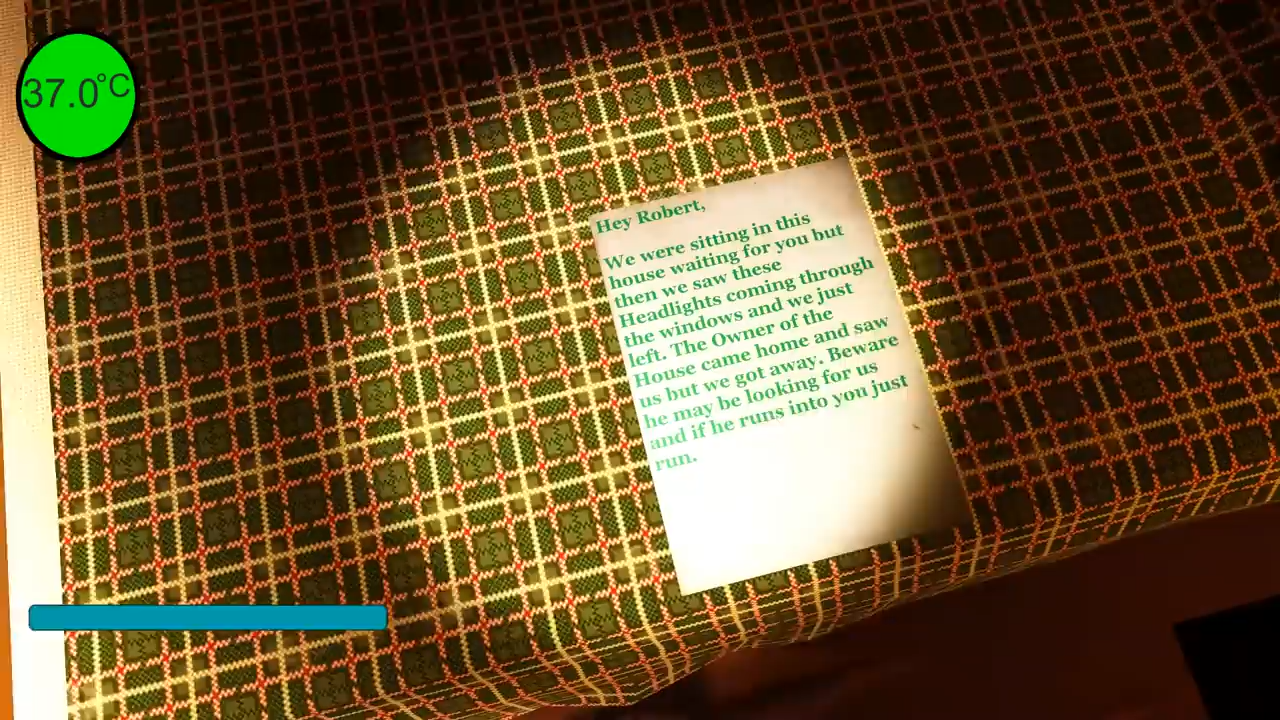 37.0°C
Hey Robert,
We were sitting in this
house waiting for you but
then we saw these
Headlights coming through
the windows and we just
left. The Owner of the
House came home and saw
us but we got away. Beware
he may be looking for us
and if he runs into you just
run.